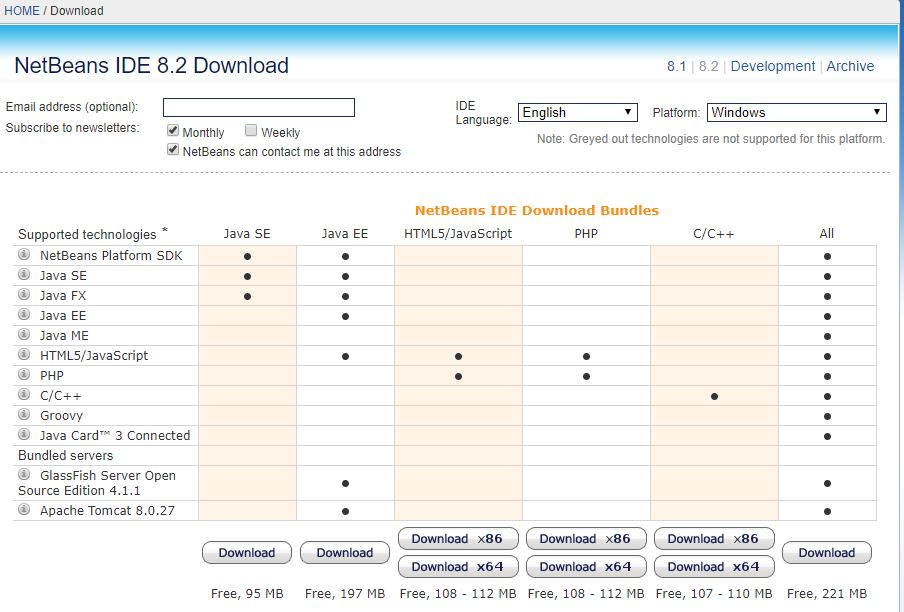 HOME / Download
NetBeans IDE 8.2 Download
8.1 | 8.2 | Development | Archive
Email address (optional):
IDE Language: English
Platform: Windows
Subscribe to newsletters:
Monthly
Weekly
NetBeans can contact me at this address
Note: Greyed out technologies are not supported for this platform.
NetBeans IDE Download Bundles
Supported technologies * Java SE Java EE HTML5/JavaScript PHP C/C++ All
NetBeans Platform SDK • • •
Java SE • • •
Java FX • • •
Java EE • •
Java ME •
HTML5/JavaScript • • • •
PHP • • •
C/C++ • •
Groovy •
Java Card™ 3 Connected •
Bundled servers
GlassFish Server Open
Source Edition 4.1.1 • •
Apache Tomcat 8.0.27 • •
Download Download Download x86 Download x86 Download x86 Download
Download x64 Download x64 Download x64
Free, 95 MB Free, 197 MB Free, 108 - 112 MB Free, 108 - 112 MB Free, 107 - 110 MB Free, 221 MB